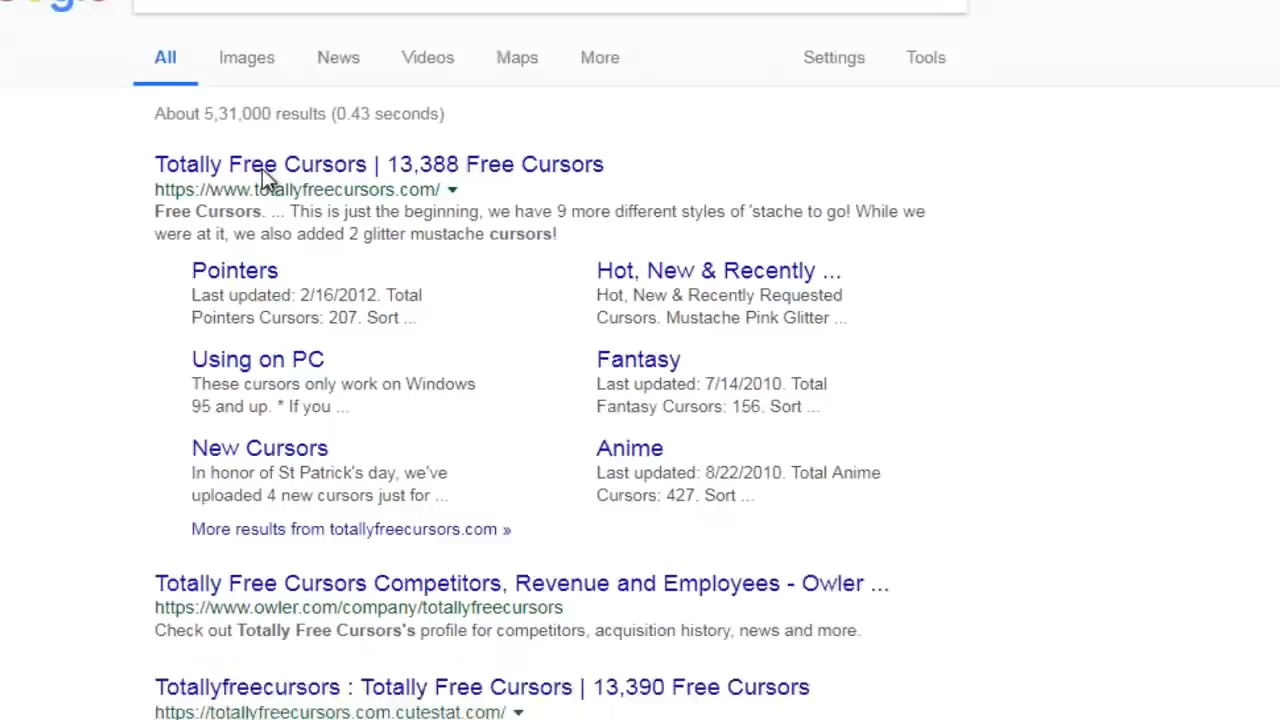 All Images News Videos Maps More Settings Tools
About 5,31,000 results (0.43 seconds)
Totally Free Cursors | 13,388 Free Cursors
https://www.totallyfreecursors.com/
Free Cursors. ... This is just the beginning, we have 9 more different styles of 'stache to go! While we
were at it, we also added 2 glitter mustache cursors!
Pointers
Last updated: 2/16/2012. Total
Pointers Cursors: 207. Sort ...
Hot, New & Recently ...
Hot, New & Recently Requested
Cursors. Mustache Pink Glitter ...
Using on PC
These cursors only work on Windows
95 and up. * If you ...
Fantasy
Last updated: 7/14/2010. Total
Fantasy Cursors: 156. Sort ...
New Cursors
In honor of St Patrick's day, we've
uploaded 4 new cursors just for ...
Anime
Last updated: 8/22/2010. Total Anime
Cursors: 427. Sort ...
More results from totallyfreecursors.com »
Totally Free Cursors Competitors, Revenue and Employees - Owler ...
https://www.owler.com/company/totallyfreecursors
Check out Totally Free Cursors's profile for competitors, acquisition history, news and more.
Totallyfreecursors : Totally Free Cursors | 13,390 Free Cursors
https://totallyfreecursors.com.cutestat.com/